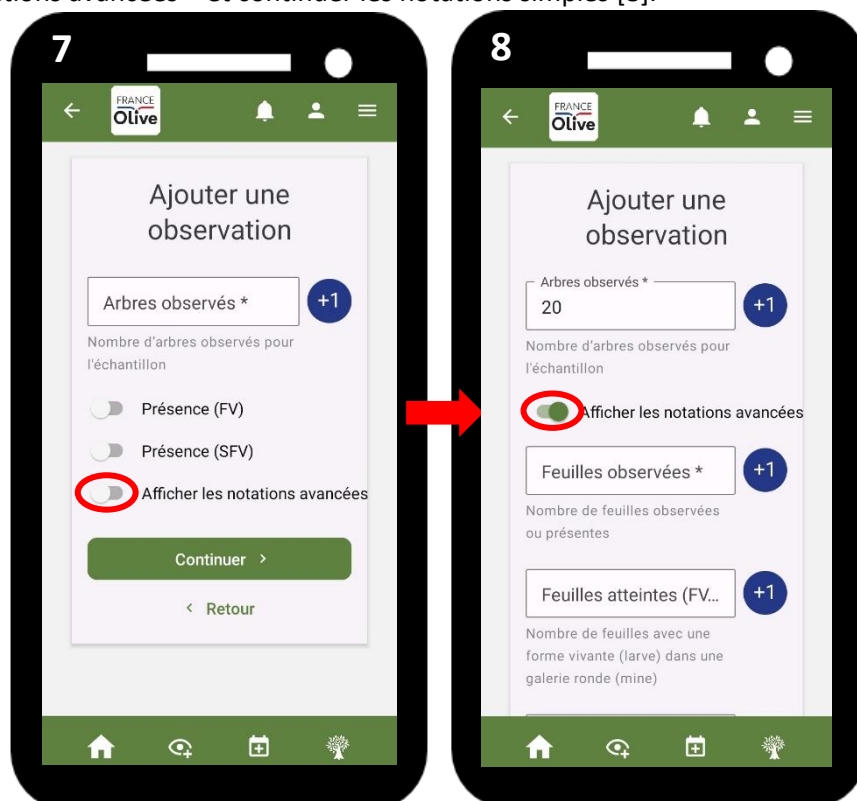 7
FRANCE
Olive
Ajouter une
observation
Arbres observés *
+1
Nombre d'arbres observés pour
l'échantillon
Présence (FV)
Présence (SFV)
Afficher les notations avancées
Continuer >
< Retour
8
FRANCE
Olive
Ajouter une
observation
Arbres observés *
20
+1
Nombre d'arbres observés pour
l'échantillon
Afficher les notations avancées
Feuilles observées *
+1
Nombre de feuilles observées
ou présentes
Feuilles atteintes (FV...
+1
Nombre de feuilles avec une
forme vivante (larve) dans une
galerie ronde (mine)